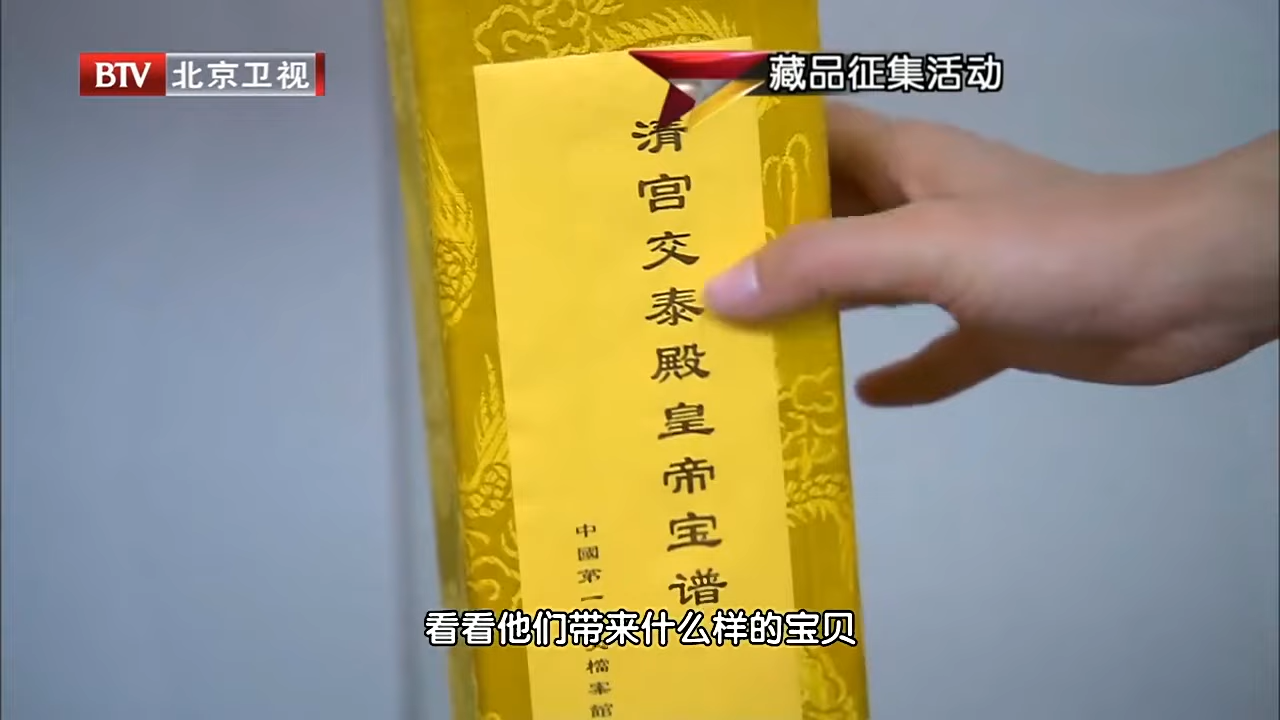 BTV 北京卫视
藏品征集活动
清宫交泰殿皇帝宝谱
中國第一
檔案館
看看他们带来什么样的宝贝